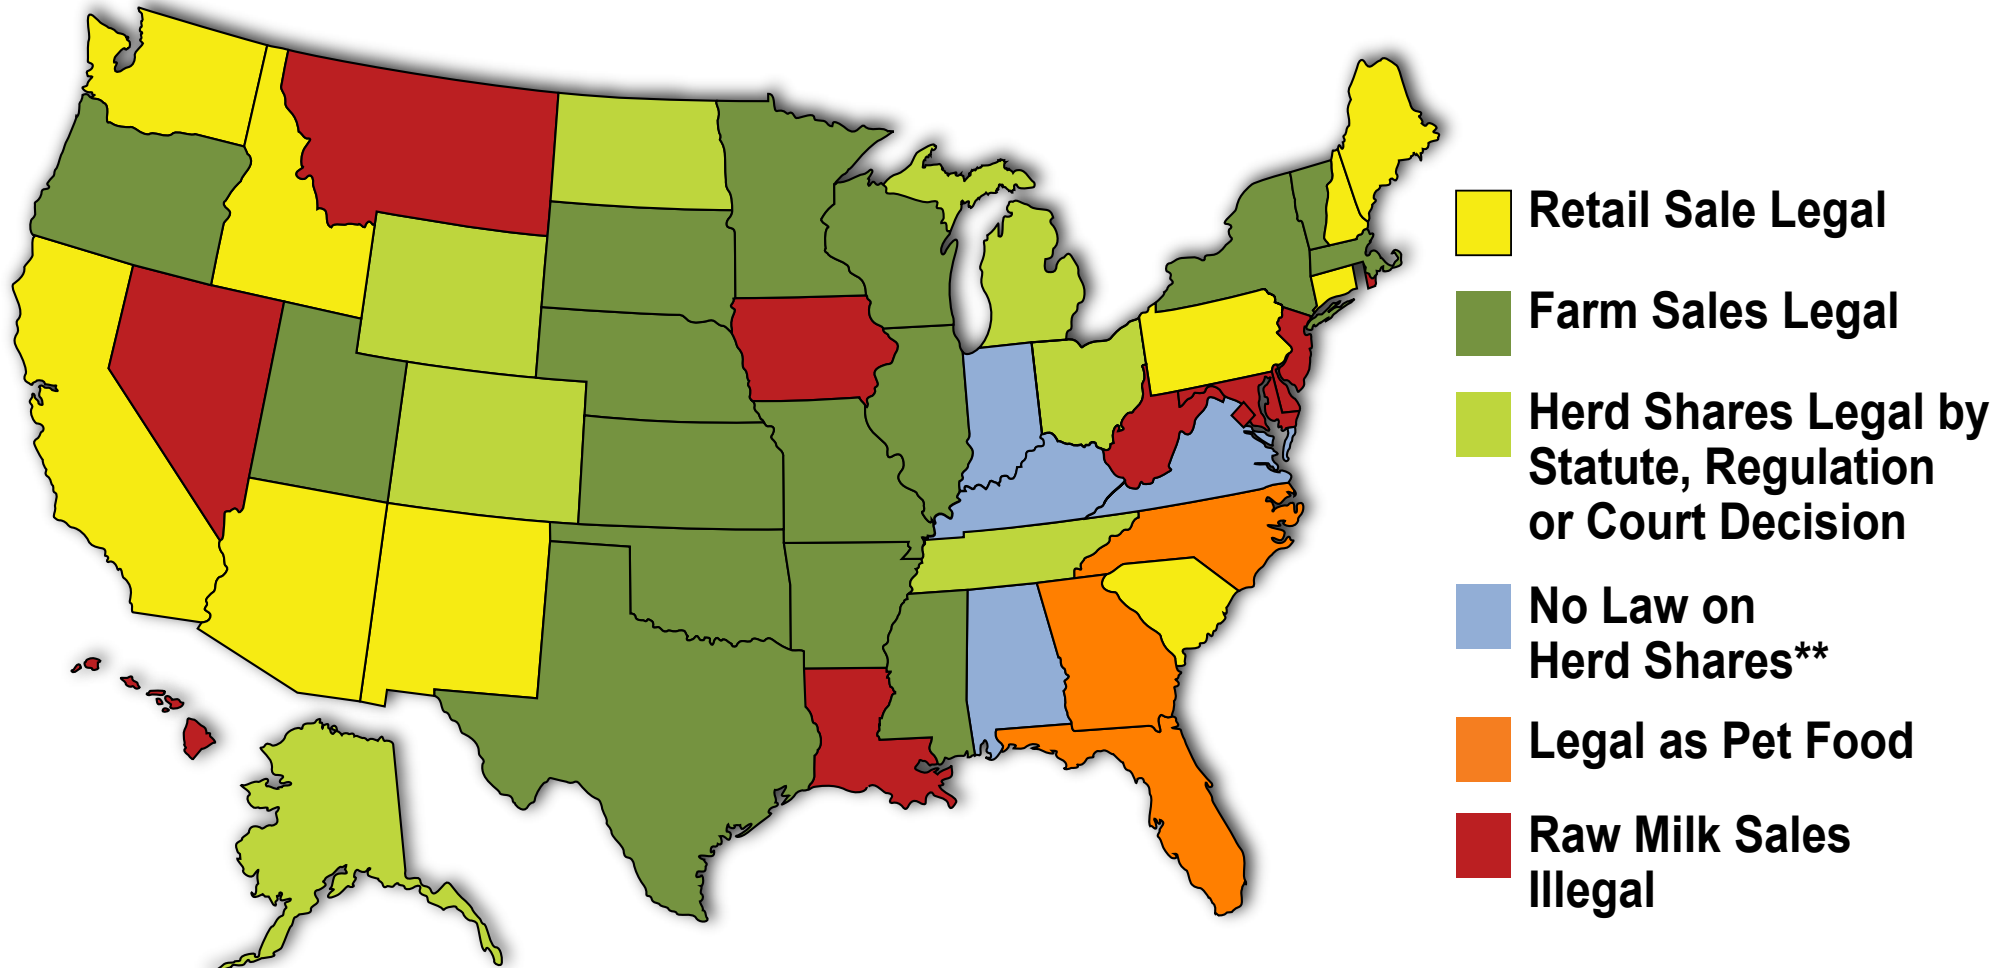 Retail Sale Legal
Farm Sales Legal
Herd Shares Legal by
Statute, Regulation
or Court Decision
No Law on
Herd Shares**
Legal as Pet Food
Raw Milk Sales
Illegal